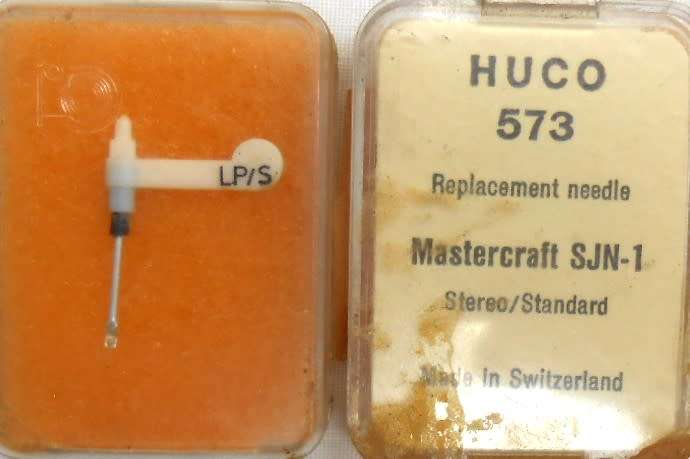 LP/S
HUCO
573
Replacement needle
Mastercraft SJN-1
Stereo/Standard
Made in Switzerland